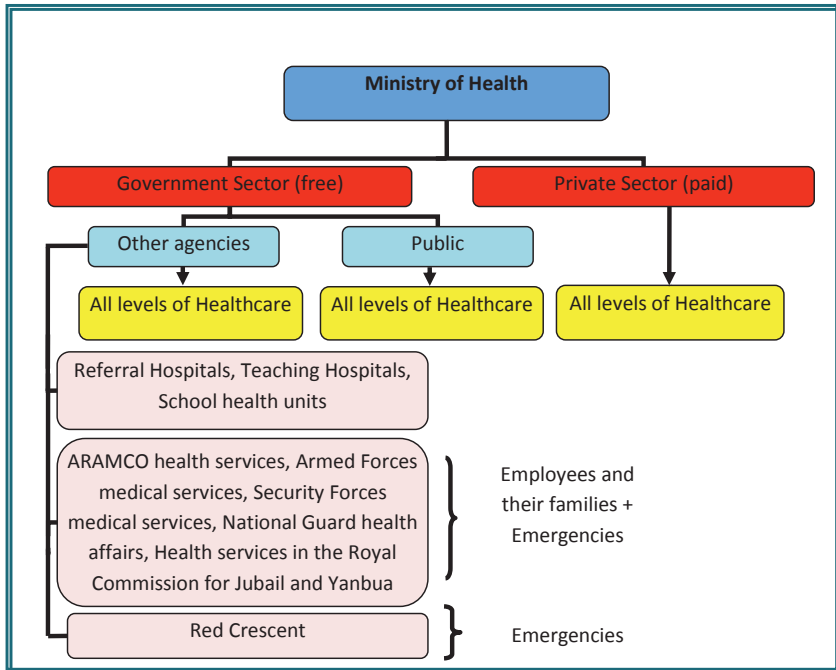 Ministry of Health
Government Sector (free)
Private Sector (paid)
Other agencies
Public
All levels of Healthcare
All levels of Healthcare
All levels of Healthcare
Referral Hospitals, Teaching Hospitals,
School health units
ARAMCO health services, Armed Forces
medical services, Security Forces
medical services, National Guard health
affairs, Health services in the Royal
Commission for Jubail and Yanbua
Employees and
their families +
Emergencies
Red Crescent
Emergencies